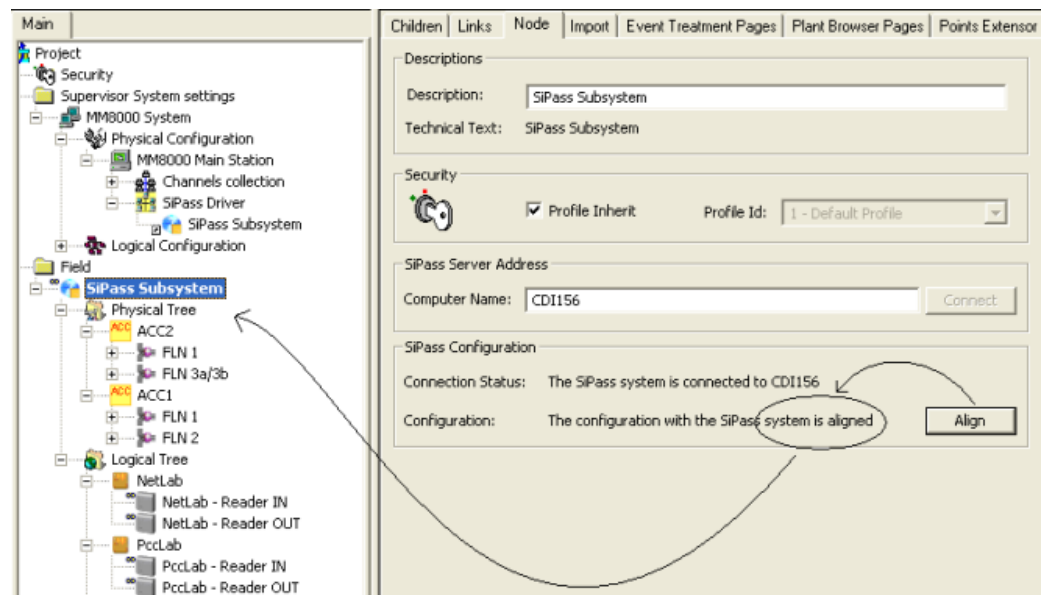 Main
Project
Security
Supervisor System settings
MM8000 System
Physical Configuration
MM8000 Main Station
Channels collection
SiPass Driver
SiPass Subsystem
Logical Configuration
Field
SiPass Subsystem
Physical Tree
ACC ACC2
FLN 1
FLN 3a/3b
ACC ACC1
FLN 1
FLN 2
Logical Tree
NetLab
NetLab - Reader IN
NetLab - Reader OUT
PccLab
PccLab - Reader IN
PccLab - Reader OUT
Children Links Node Import Event Treatment Pages Plant Browser Pages Points Extensor
Descriptions
Description: SiPass Subsystem
Technical Text: SiPass Subsystem
Security
Profile Inherit Profile Id: 1 - Default Profile
SiPass Server Address
Computer Name: CDI156 Connect
SiPass Configuration
Connection Status: The SiPass system is connected to CDI156
Configuration: The configuration with the SiPass system is aligned Align